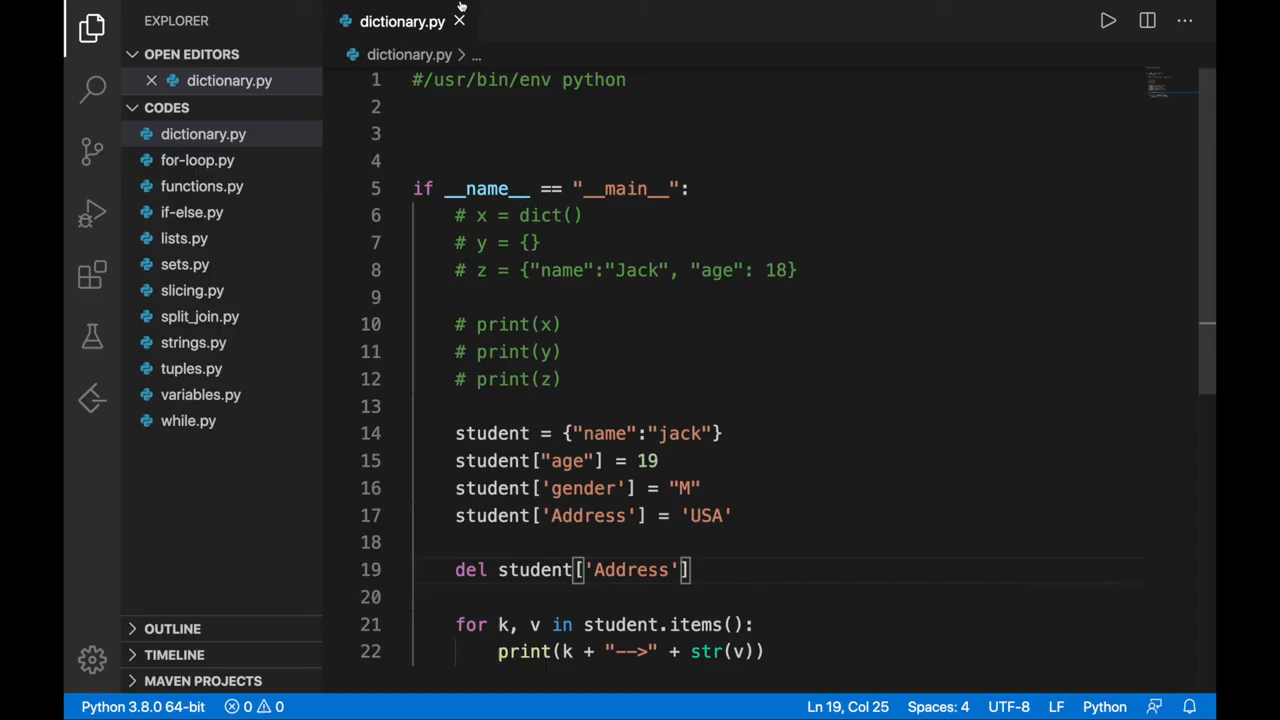 EXPLORER
OPEN EDITORS
dictionary.py
CODES
dictionary.py
for-loop.py
functions.py
if-else.py
lists.py
sets.py
slicing.py
split_join.py
strings.py
tuples.py
variables.py
while.py
OUTLINE
TIMELINE
MAVEN PROJECTS
dictionary.py
dictionary.py > ...
1 #/usr/bin/env python
2
3
4
5 if __name__ == "__main__":
6 # x = dict()
7 # y = {}
8 # z = {"name":"Jack", "age": 18}
9
10 # print(x)
11 # print(y)
12 # print(z)
13
14 student = {"name":"jack"}
15 student["age"] = 19
16 student['gender'] = "M"
17 student['Address'] = 'USA'
18
19 del student['Address']
20
21 for k, v in student.items():
22 print(k + "-->" + str(v))
Python 3.8.0 64-bit 0 0 Ln 19, Col 25 Spaces: 4 UTF-8 LF Python